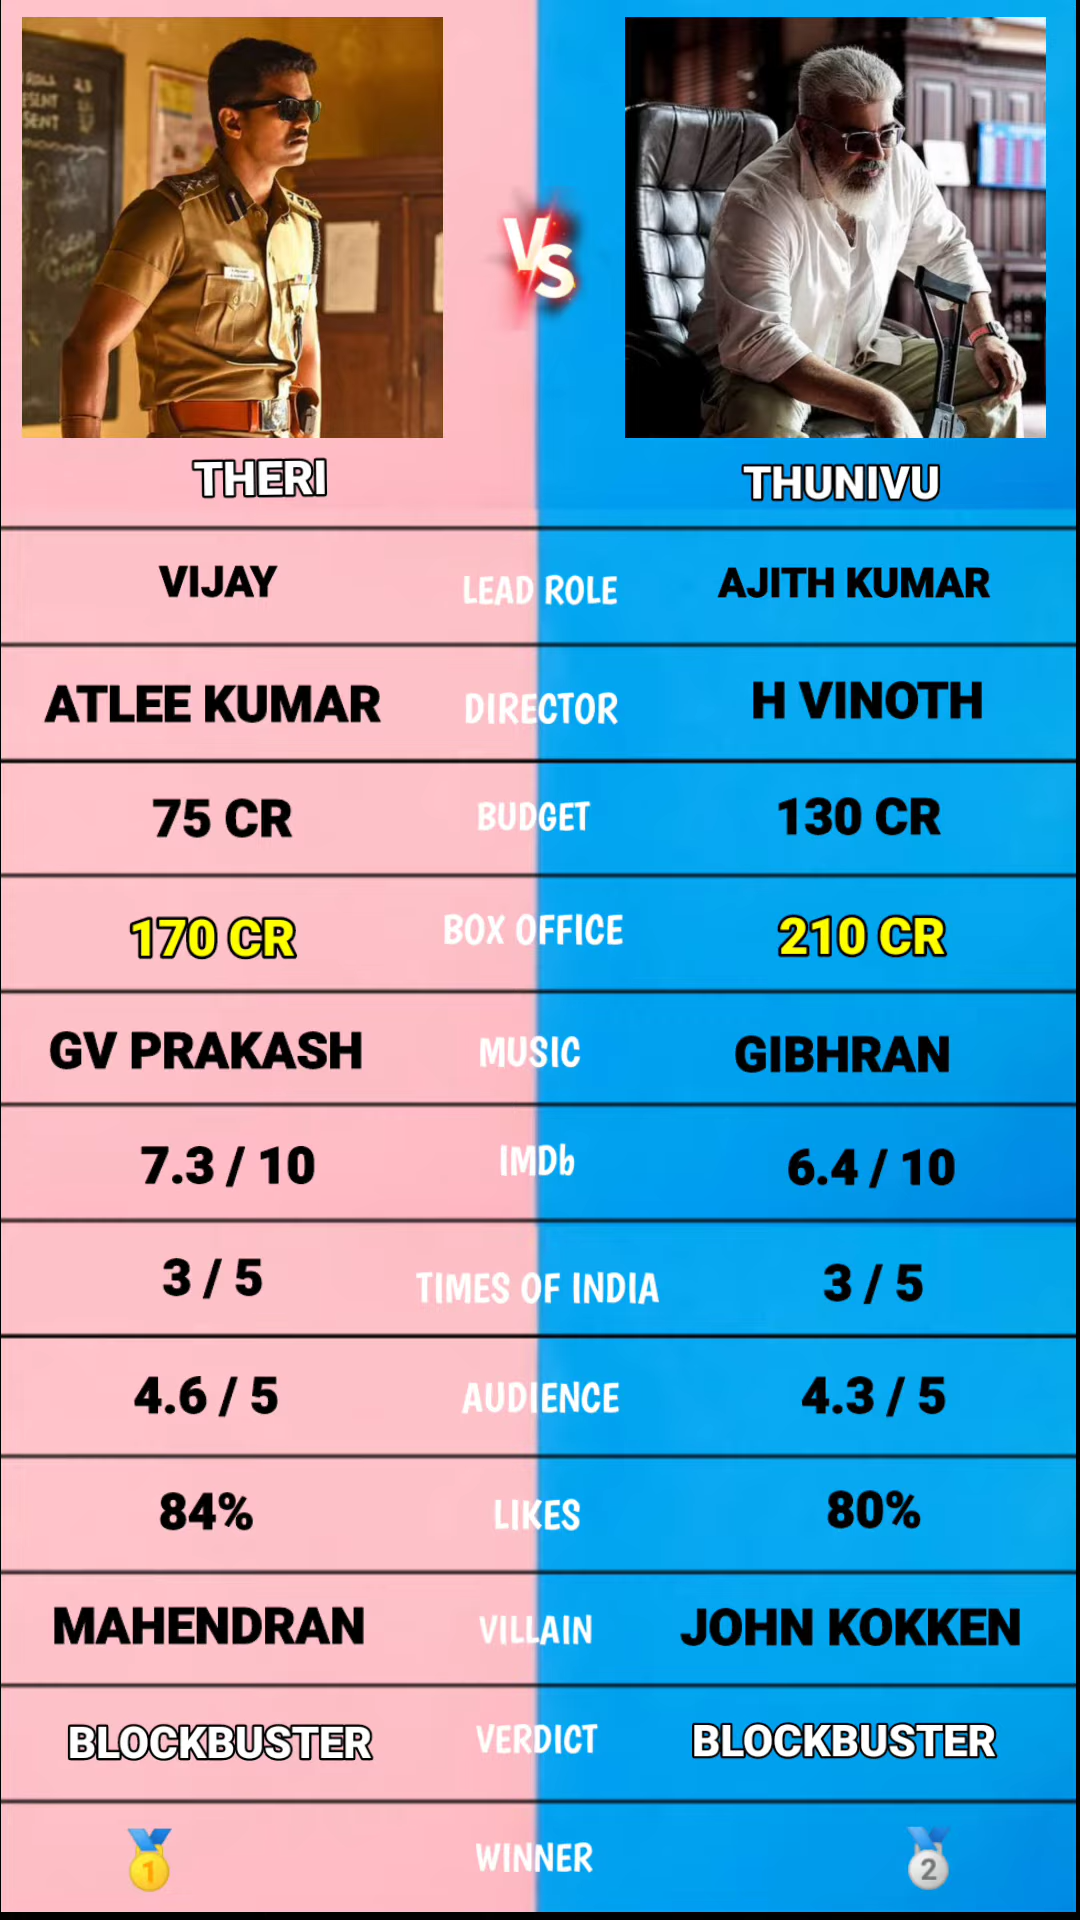 VS
THERI THUNIVU
VIJAY LEAD ROLE AJITH KUMAR
ATLEE KUMAR DIRECTOR H VINOTH
75 CR BUDGET 130 CR
170 CR BOX OFFICE 210 CR
GV PRAKASH MUSIC GIBHRAN
7.3 / 10 IMDb 6.4 / 10
3 / 5 TIMES OF INDIA 3 / 5
4.6 / 5 AUDIENCE 4.3 / 5
84% LIKES 80%
MAHENDRAN VILLAIN JOHN KOKKEN
BLOCKBUSTER VERDICT BLOCKBUSTER
1 WINNER 2